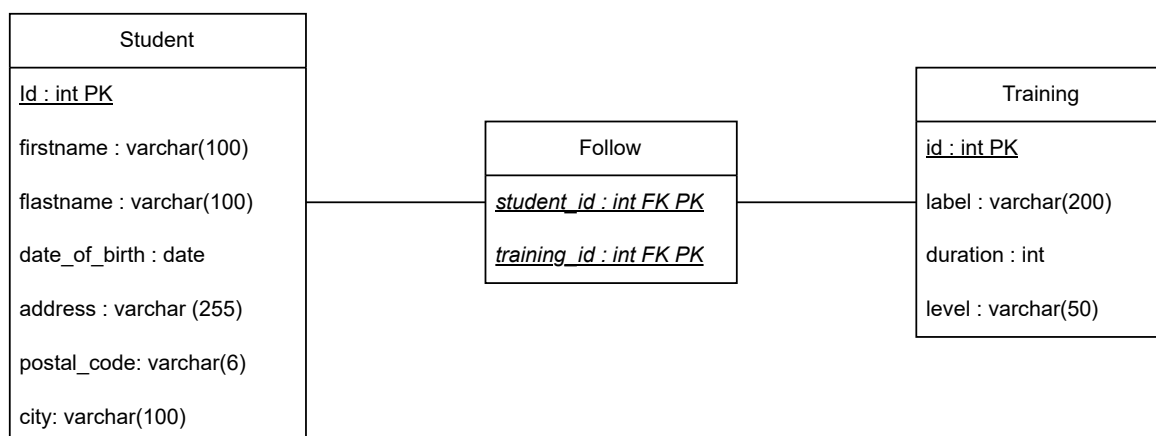 Student
Id : int PK
firstname : varchar(100)
flastname : varchar(100)
date_of_birth : date
address : varchar (255)
postal_code: varchar(6)
city: varchar(100)
Follow
student_id : int FK PK
training_id : int FK PK
Training
id : int PK
label : varchar(200)
duration : int
level : varchar(50)